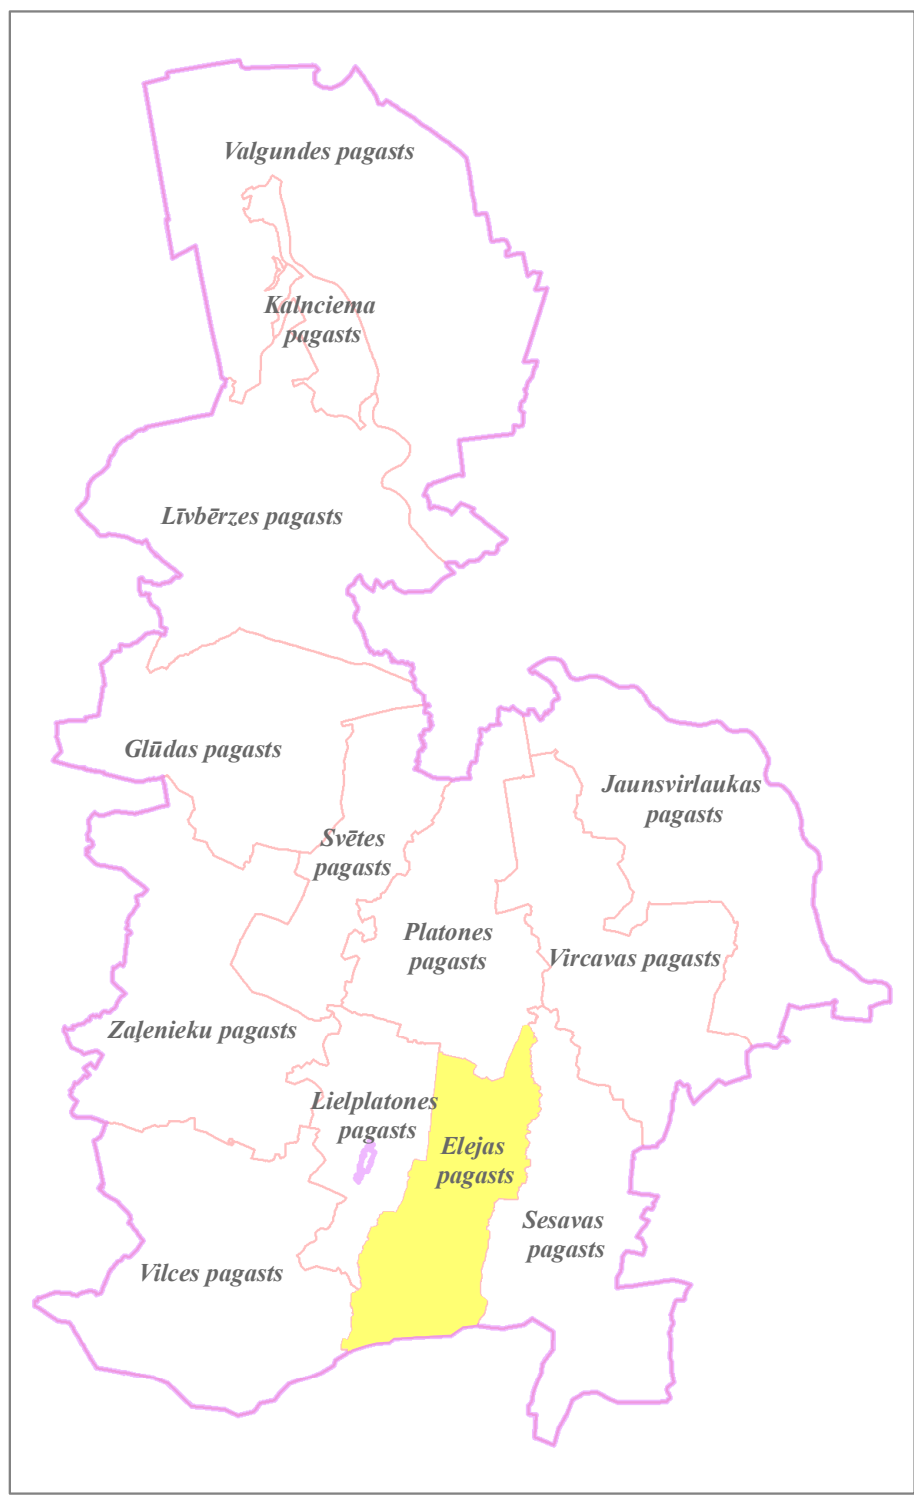 Valgundes pagasts
Kalnciema
pagasts
Līvbērzes pagasts
Glūdas pagasts
Jaunsvirlaukas
pagasts
Svētes
pagasts
Platones
pagasts
Vircavas pagasts
Zaļenieku pagasts
Lielplatones
pagasts
Elejas
pagasts
Sesavas
pagasts
Vilces pagasts